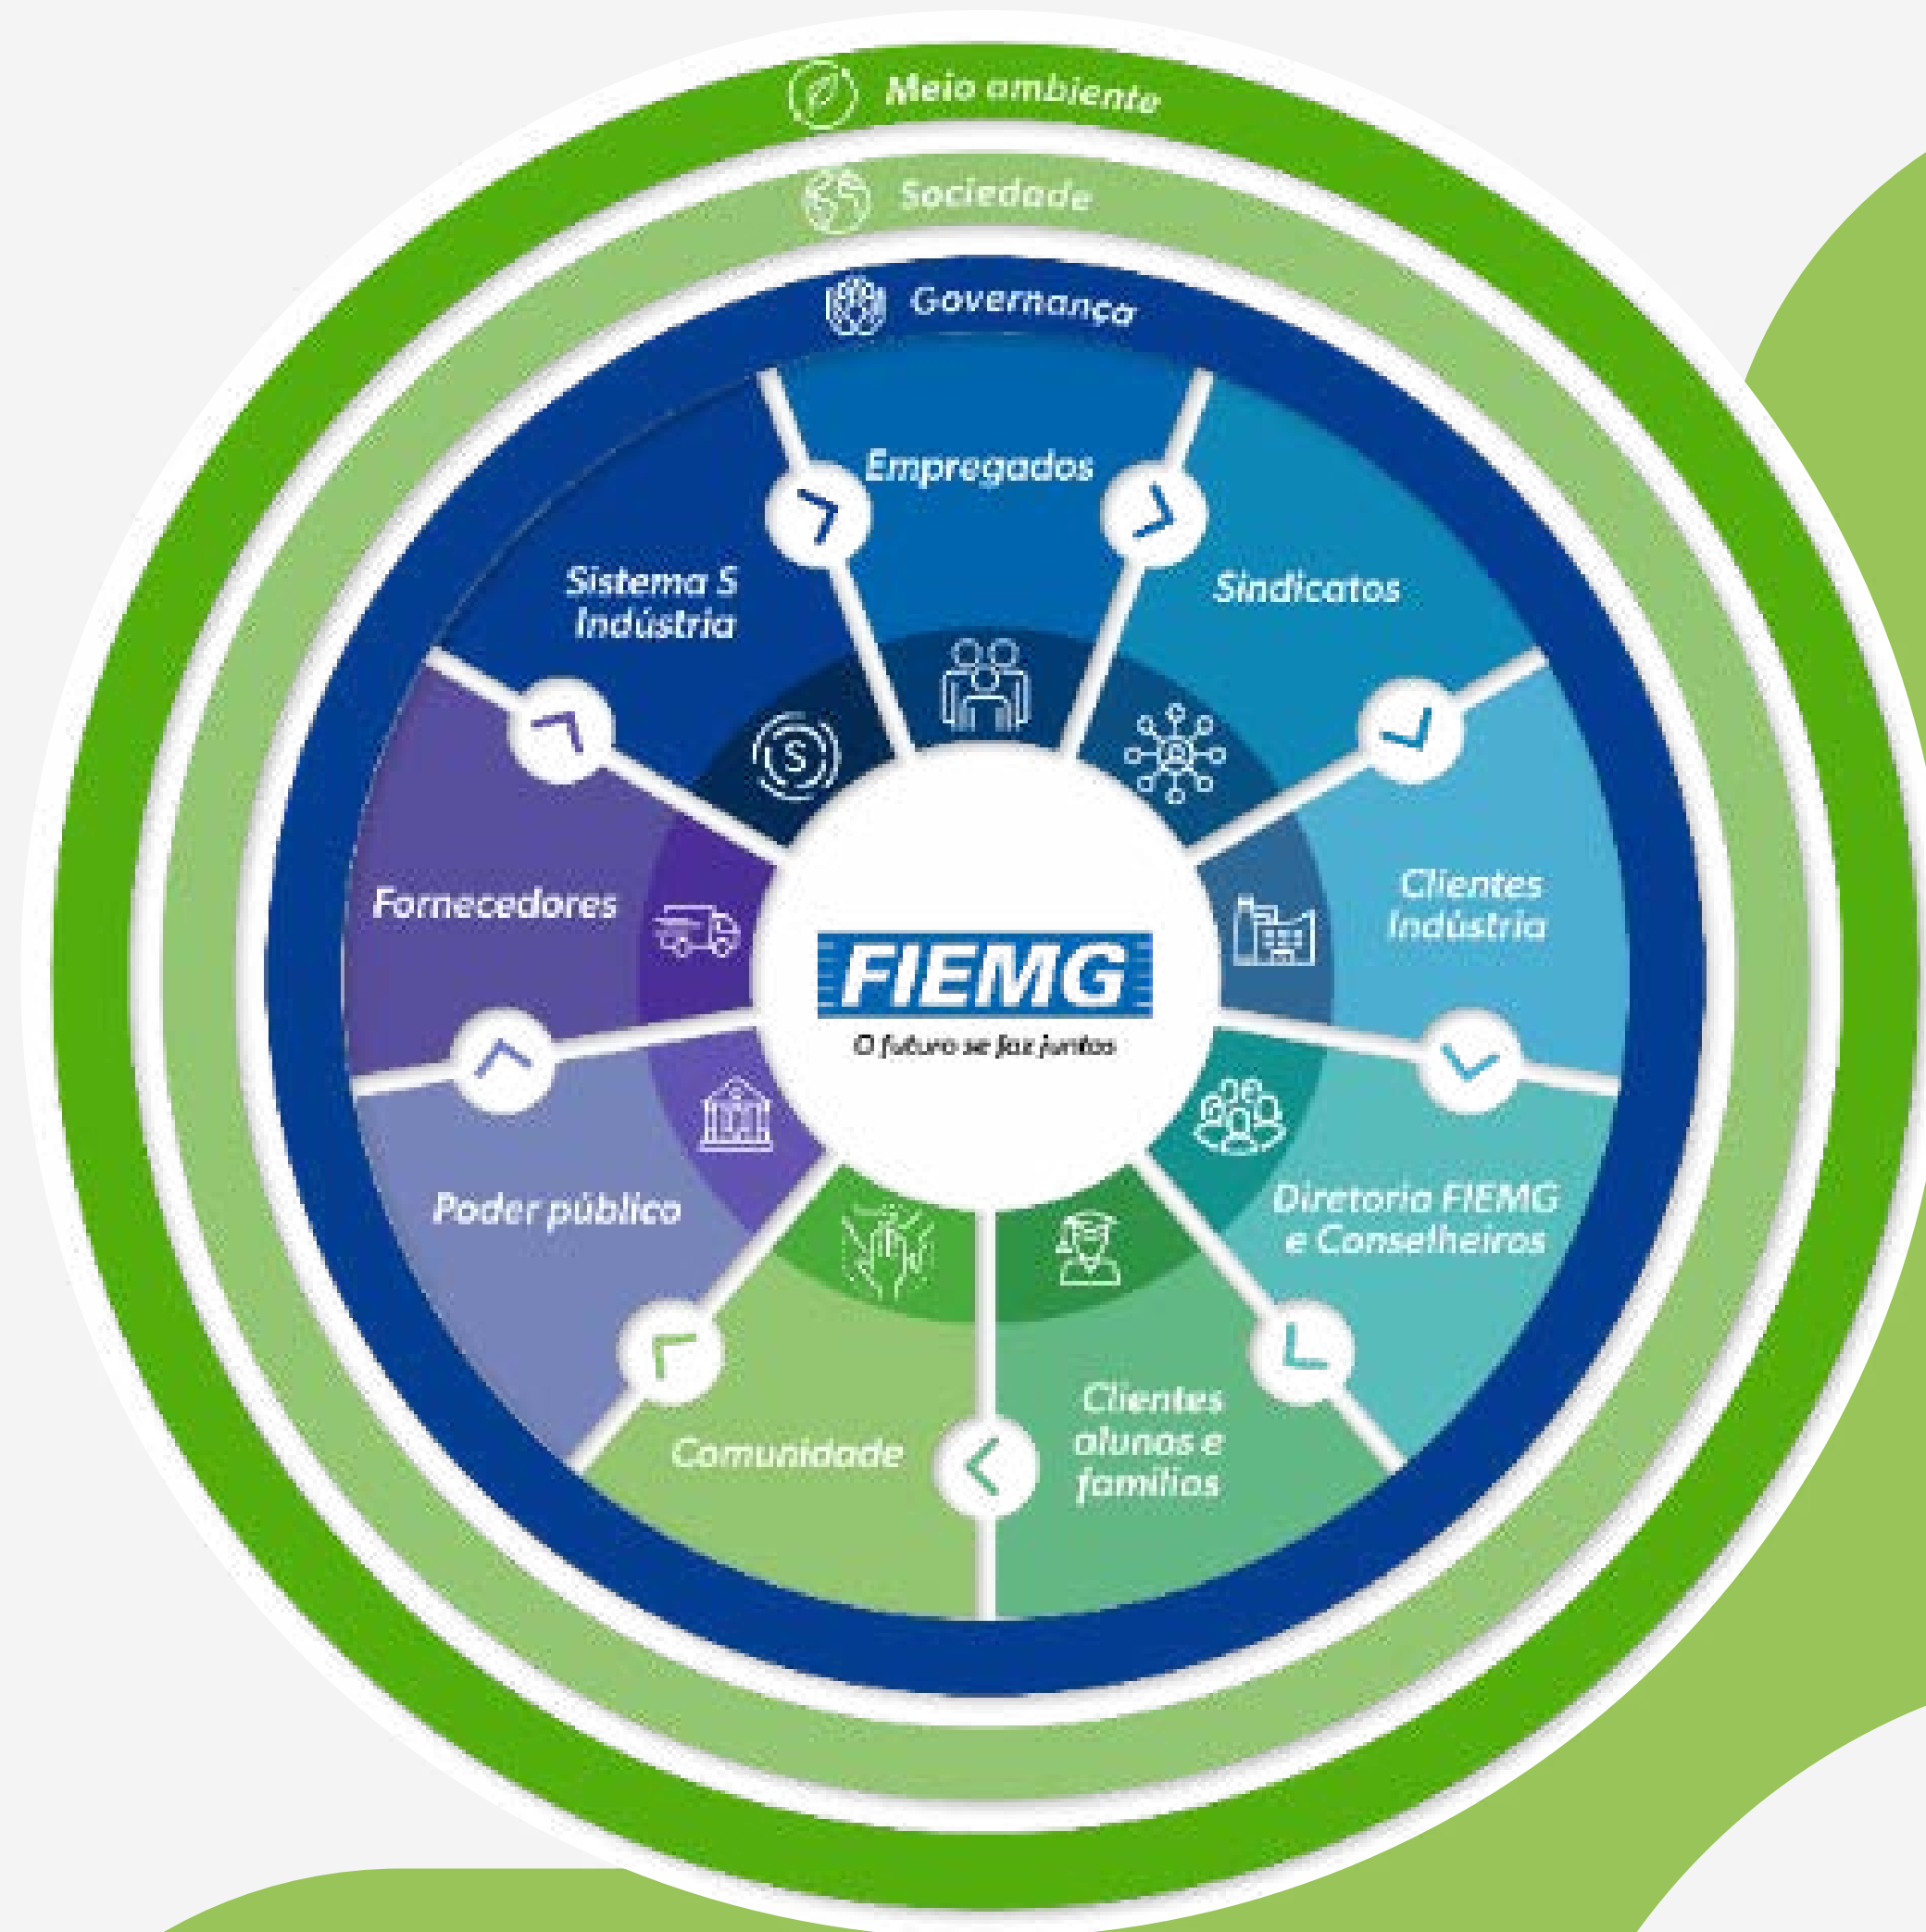 Meio ambiente
Sociedade
Governança
Empregados
Sindicatos
Clientes
Indústria
Diretoria FIEMG
e Conselheiros
Clientes
alunos e
famílias
Comunidade
Poder público
Fornecedores
Sistema S
Indústria
S
FIEMG
O futuro se faz juntos